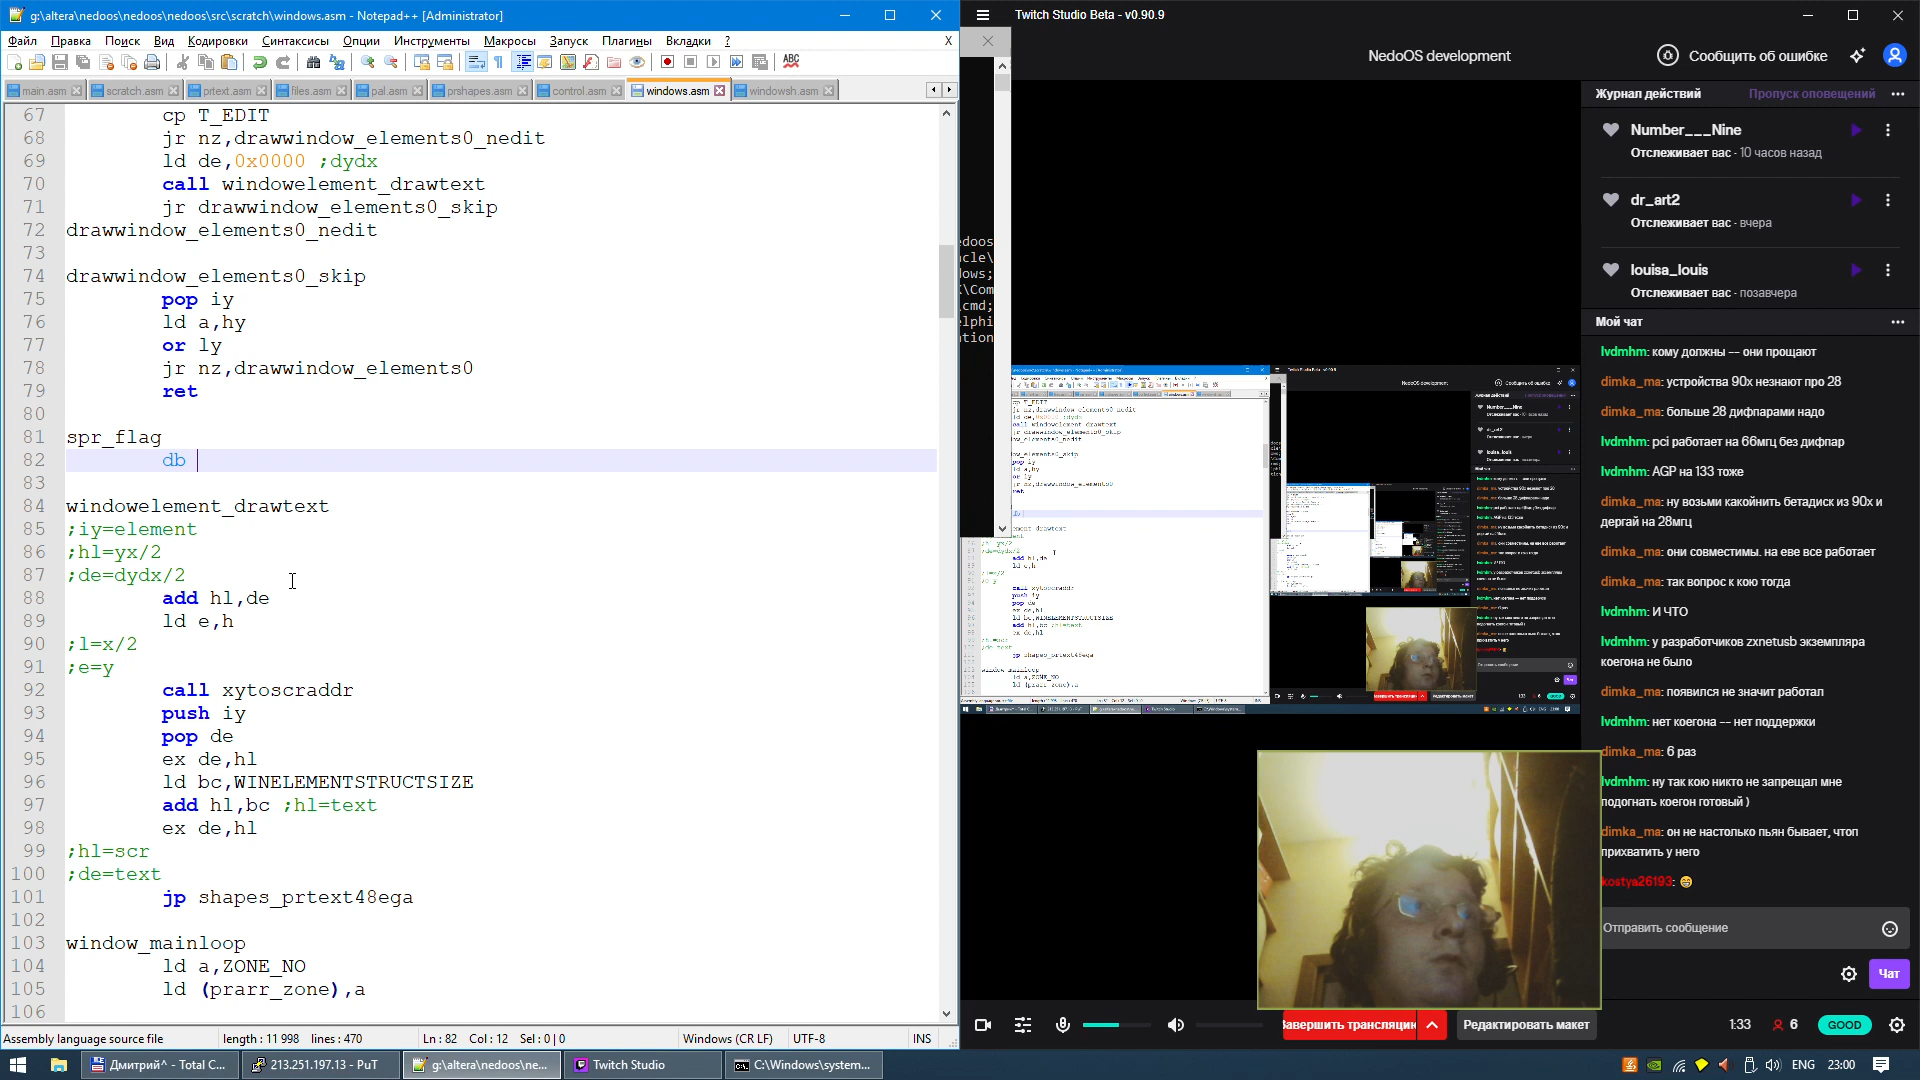 g:\altera\nedoos\nedoos\nedoos\src\scratch\windows.asm - Notepad++ [Administrator]
Файл Правка Поиск Вид Кодировки Синтаксисы Опции Инструменты Макросы Запуск Плагины Вкладки ? X
main.asm scratch.asm prtext.asm files.asm pal.asm prshapes.asm control.asm windows.asm windowsh.asm
67 cp T_EDIT
68 jr nz,drawwindow_elements0_nedit
69 ld de,0x0000 ;dydx
70 call windowelement_drawtext
71 jr drawwindow_elements0_skip
72 drawwindow_elements0_nedit
73
74 drawwindow_elements0_skip
75 pop iy
76 ld a,hy
77 or ly
78 jr nz,drawwindow_elements0
79 ret
80
81 spr_flag
82 db
83
84 windowelement_drawtext
85 ;iy=element
86 ;hl=yx/2
87 ;de=dydx/2
88 add hl,de
89 ld e,h
90 ;l=x/2
91 ;e=y
92 call xytoscraddr
93 push iy
94 pop de
95 ex de,hl
96 ld bc,WINELEMENTSTRUCTSIZE
97 add hl,bc ;hl=text
98 ex de,hl
99 ;hl=scr
100 ;de=text
101 jp shapes_prtext48ega
102
103 window_mainloop
104 ld a,ZONE_NO
105 ld (prarr_zone),a
106
Assembly language source file length : 11 998 lines : 470 Ln : 82 Col : 12 Sel : 0 | 0 Windows (CR LF) UTF-8 INS
Twitch Studio Beta - v0.90.9
NedoOS development
Сообщить об ошибке
Журнал действий Пропуск оповещений
Number___Nine
Отслеживает вас · 10 часов назад
dr_art2
Отслеживает вас · вчера
louisa_louis
Отслеживает вас · позавчера
Мой чат
lvdmhm: кому должны -- они прощают
dimka_ma: устройства 90х незнают про 28
dimka_ma: больше 28 дифпарами надо
lvdmhm: pci работает на 66мгц без дифпар
lvdmhm: AGP на 133 тоже
dimka_ma: ну возьми какойнить бетадиск из 90х и
дергай на 28мгц
dimka_ma: они совместимы. на еве все работает
dimka_ma: так вопрос к кою тогда
lvdmhm: И ЧТО
lvdmhm: у разработчиков zxnetusb экземпляра
коегона не было
dimka_ma: появился не значит работал
lvdmhm: нет коегона -- нет поддержки
dimka_ma: 6 раз
lvdmhm: ну так кою никто не запрещал мне
подогнать коегон готовый )
dimka_ma: он не настолько пьян бывает, чтоп
прихватить у него
kostya26193: 😁
Отправить сообщение
Чат
Завершить трансляцию Редактировать макет 1:33 6 GOOD
Дмитрий^ - Total C... 213.251.197.13 - PuT g:\altera\nedoos\ne... Twitch Studio C:\Windows\system... ENG 23:00